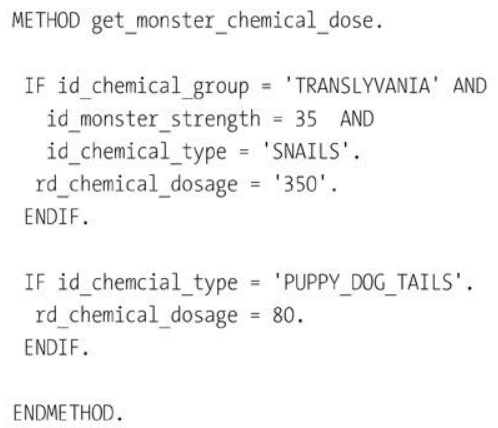 METHOD get_monster_chemical_dose.
IF id_chemical_group = 'TRANSLYVANIA' AND
id_monster_strength = 35 AND
id_chemical_type = 'SNAILS'.
rd_chemical_dosage = '350'.
ENDIF.
IF id_chemcial_type = 'PUPPY_DOG_TAILS'.
rd_chemical_dosage = 80.
ENDIF.
ENDMETHOD.